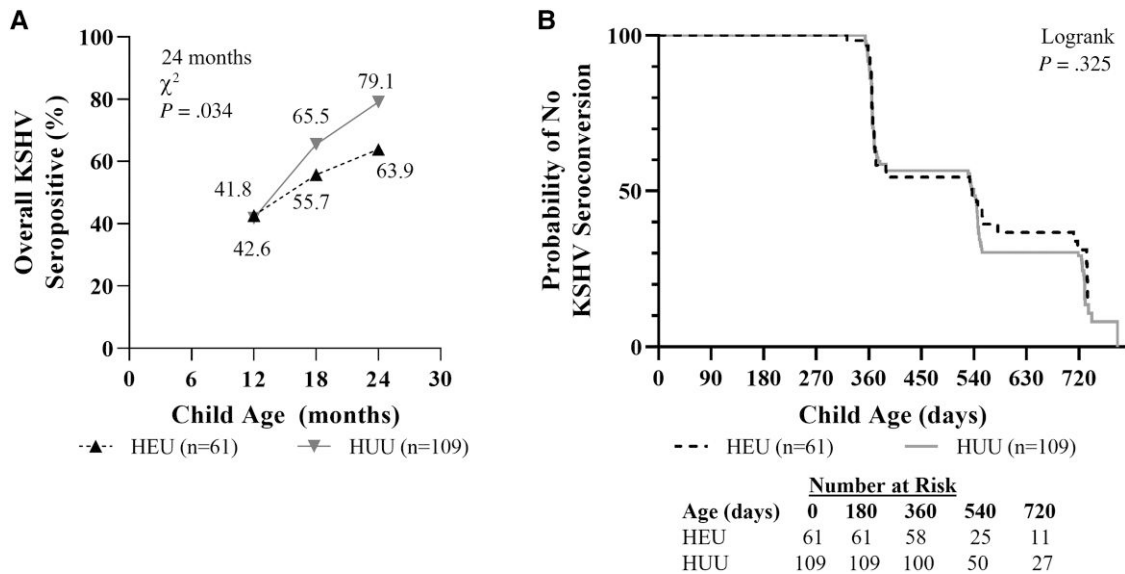 A
Overall KSHV
Seropositive (%)
100
80
60
40
20
0
24 months
χ²
P = .034
79.1
65.5
41.8
63.9
55.7
42.6
0 6 12 18 24 30
Child Age (months)
HEU (n=61) HUU (n=109)
B
Probability of No
KSHV Seroconversion
100
50
0
Logrank
P = .325
0 90 180 270 360 450 540 630 720
Child Age (days)
HEU (n=61) HUU (n=109)
Number at Risk
Age (days) 0 180 360 540 720
HEU 61 61 58 25 11
HUU 109 109 100 50 27